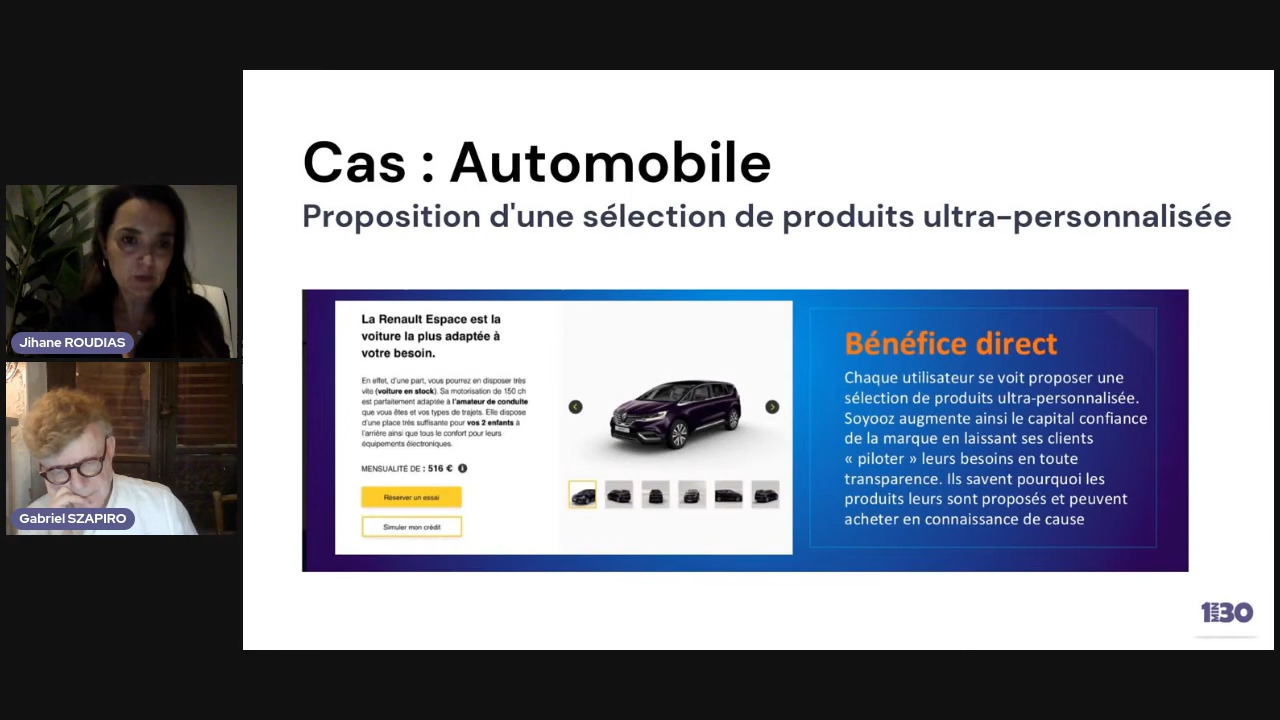 Cas : Automobile
Proposition d'une sélection de produits ultra-personnalisée
La Renault Espace est la
voiture la plus adaptée à
votre besoin.
En effet, d'une part, vous pourrez en disposer très
vite (voiture en stock). Sa motorisation de 150 ch
est parfaitement adaptée à l'amateur de conduite
que vous êtes et vos types de trajets. Elle dispose
d'une place très suffisante pour vos 2 enfants à
l'arrière ainsi que tous le confort pour leurs
équipements électroniques.
MENSUALITÉ DE : 516 €
Réserver un essai
Simuler mon crédit
Bénéfice direct
Chaque utilisateur se voit proposer une
sélection de produits ultra-personnalisée.
Soyooz augmente ainsi le capital confiance
de la marque en laissant ses clients
« piloter » leurs besoins en toute
transparence. Ils savent pourquoi les
produits leurs sont proposés et peuvent
acheter en connaissance de cause
Jihane ROUDIAS
Gabriel SZAPIRO
1MIN30